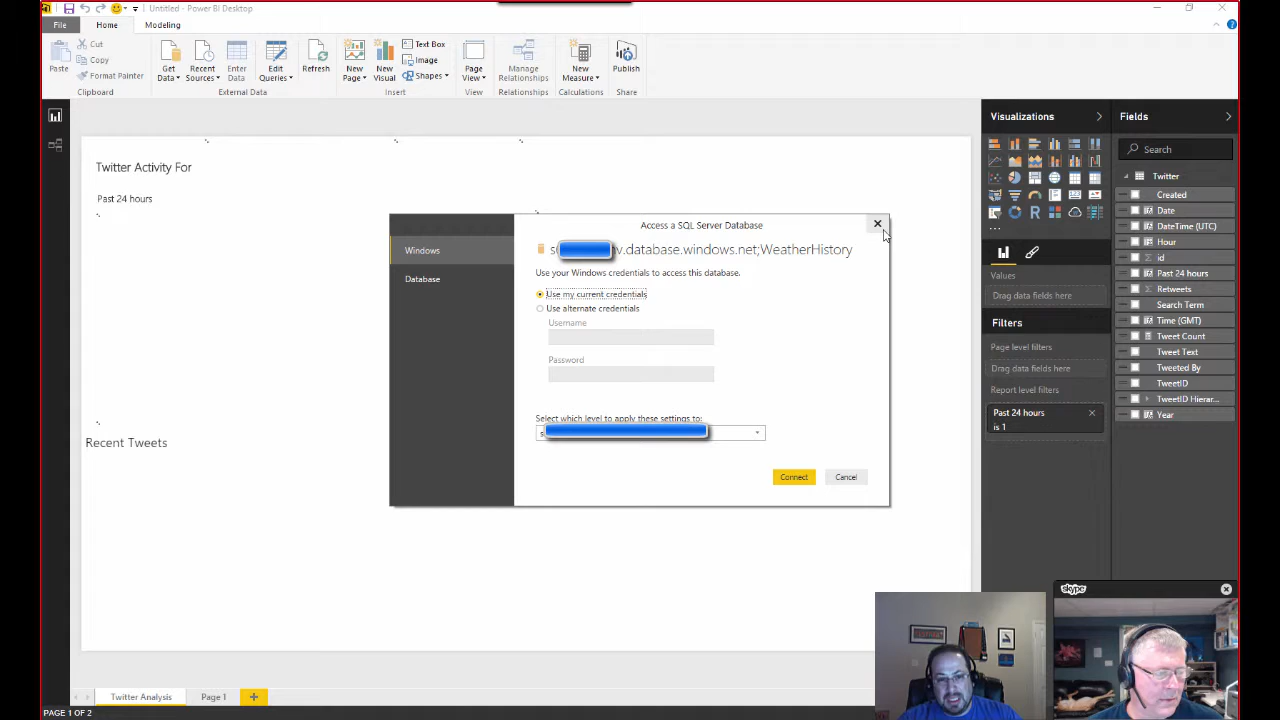 Untitled - Power BI Desktop
File
Home
Modeling
Paste
Cut
Copy
Format Painter
Clipboard
Get Data
Recent Sources
Enter Data
Edit Queries
External Data
Refresh
New Page
New Visual
Text Box
Image
Shapes
Insert
Page View
View
Manage Relationships
Relationships
New Measure
Calculations
Publish
Share
Twitter Activity For
Past 24 hours
Recent Tweets
Access a SQL Server Database
Windows
Database
.database.windows.net;WeatherHistory
Use your Windows credentials to access this database.
Use my current credentials
Use alternate credentials
Username
Password
Select which level to apply these settings to:
Connect
Cancel
Visualizations
R
Values
Drag data fields here
Filters
Page level filters
Drag data fields here
Report level filters
Past 24 hours
is 1
Fields
Search
Twitter
Created
Date
DateTime (UTC)
Hour
id
Past 24 hours
Retweets
Search Term
Time (GMT)
Tweet Count
Tweet Text
Tweeted By
TweetID
TweetID Hierar...
Year
skype
Twitter Analysis
Page 1
PAGE 1 OF 2